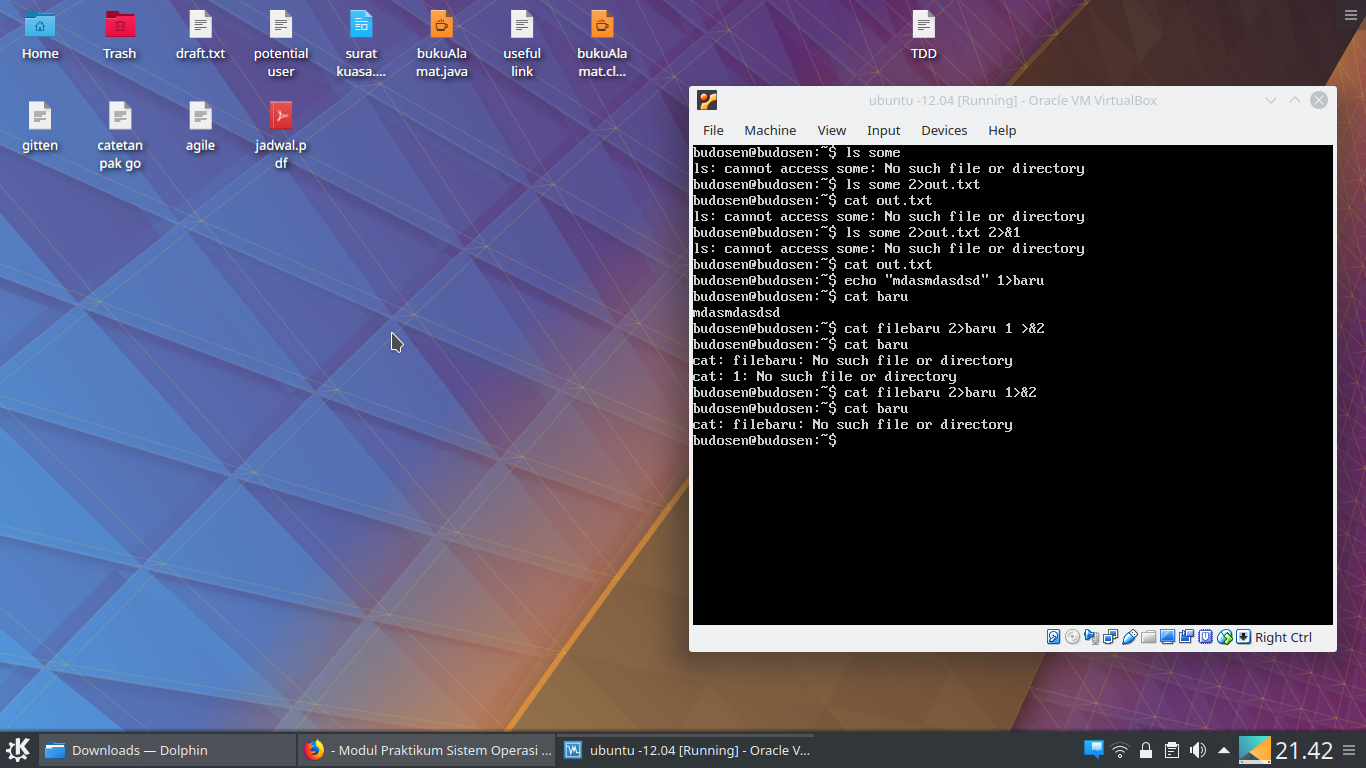 Home
Trash
draft.txt
potential
user
surat
kuasa....
bukuAla
mat.java
useful
link
bukuAla
mat.cl...
TDD
gitten
catetan
pak go
agile
jadwal.p
df
ubuntu -12.04 [Running] - Oracle VM VirtualBox
File Machine View Input Devices Help
budosen@budosen:~$ ls some
ls: cannot access some: No such file or directory
budosen@budosen:~$ ls some 2>out.txt
budosen@budosen:~$ cat out.txt
ls: cannot access some: No such file or directory
budosen@budosen:~$ ls some 2>out.txt 2>&1
ls: cannot access some: No such file or directory
budosen@budosen:~$ cat out.txt
budosen@budosen:~$ echo "mdasmdasdsd" 1>baru
budosen@budosen:~$ cat baru
mdasmdasdsd
budosen@budosen:~$ cat filebaru 2>baru 1 >&2
budosen@budosen:~$ cat baru
cat: filebaru: No such file or directory
cat: 1: No such file or directory
budosen@budosen:~$ cat filebaru 2>baru 1>&2
budosen@budosen:~$ cat baru
cat: filebaru: No such file or directory
budosen@budosen:~$
Right Ctrl
Downloads — Dolphin
- Modul Praktikum Sistem Operasi ...
ubuntu -12.04 [Running] - Oracle V...
21.42